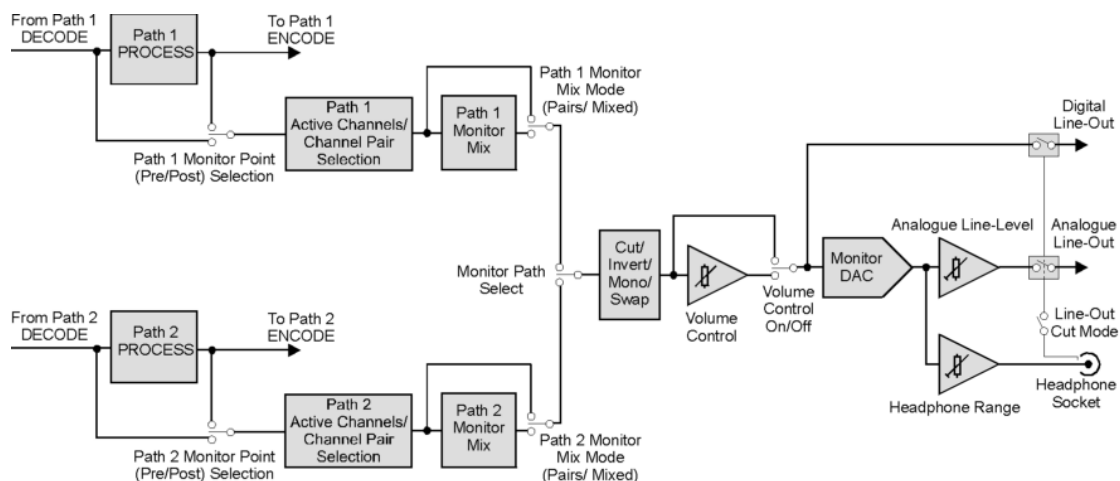 From Path 1
DECODE
Path 1
PROCESS
To Path 1
ENCODE
Path 1 Monitor Point
(Pre/Post) Selection
Path 1
Active Channels/
Channel Pair
Selection
Path 1
Monitor
Mix
Path 1 Monitor
Mix Mode
(Pairs/ Mixed)
Monitor Path
Select
Cut/
Invert/
Mono/
Swap
Volume
Control
Volume
Control
On/Off
Monitor
DAC
Analogue Line-Level
Digital
Line-Out
Analogue
Line-Out
Line-Out
Cut Mode
Headphone Range
Headphone
Socket
From Path 2
DECODE
Path 2
PROCESS
To Path 2
ENCODE
Path 2 Monitor Point
(Pre/Post) Selection
Path 2
Active Channels/
Channel Pair
Selection
Path 2
Monitor
Mix
Path 2 Monitor
Mix Mode
(Pairs/ Mixed)